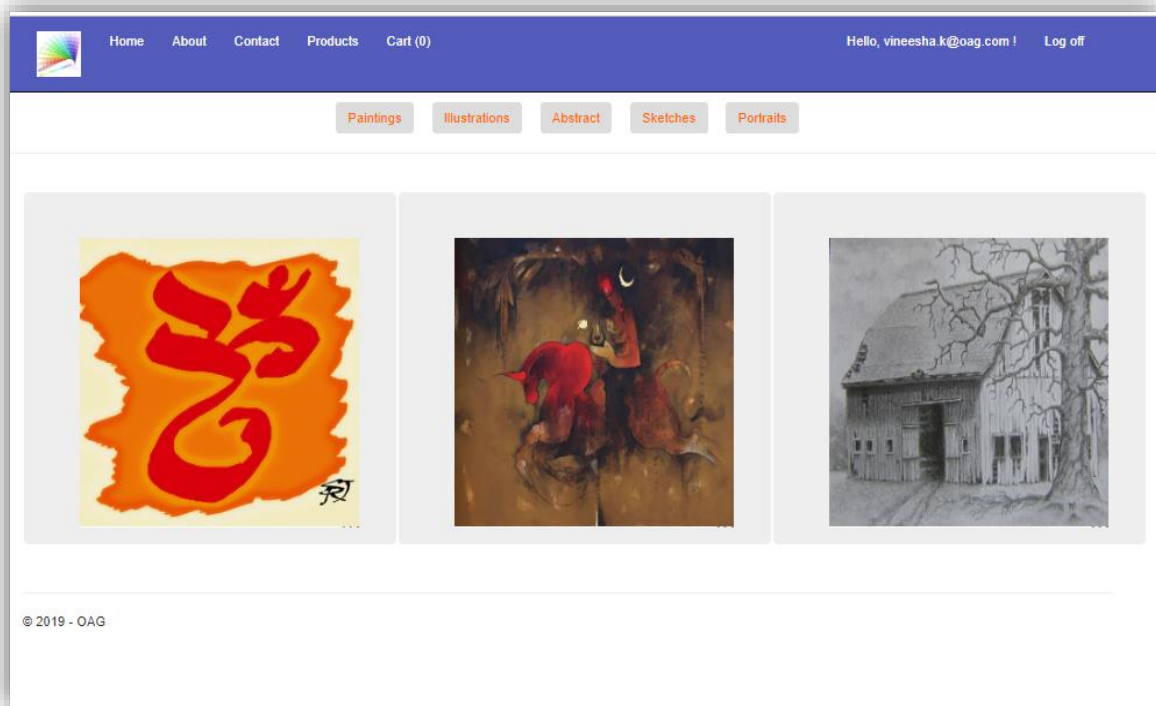 Home About Contact Products Cart (0) Hello, vineesha.k@oag.com ! Log off
Paintings Illustrations Abstract Sketches Portraits
© 2019 - OAG